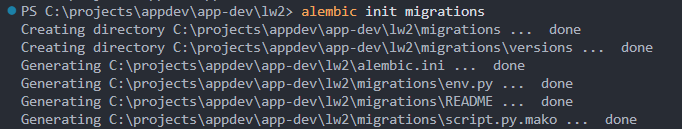 PS C:\projects\appdev\app-dev\lw2> alembic init migrations
Creating directory C:\projects\appdev\app-dev\lw2\migrations ...  done
Creating directory C:\projects\appdev\app-dev\lw2\migrations\versions ...  done
Generating C:\projects\appdev\app-dev\lw2\alembic.ini ...  done
Generating C:\projects\appdev\app-dev\lw2\migrations\env.py ...  done
Generating C:\projects\appdev\app-dev\lw2\migrations\README ...  done
Generating C:\projects\appdev\app-dev\lw2\migrations\script.py.mako ...  done